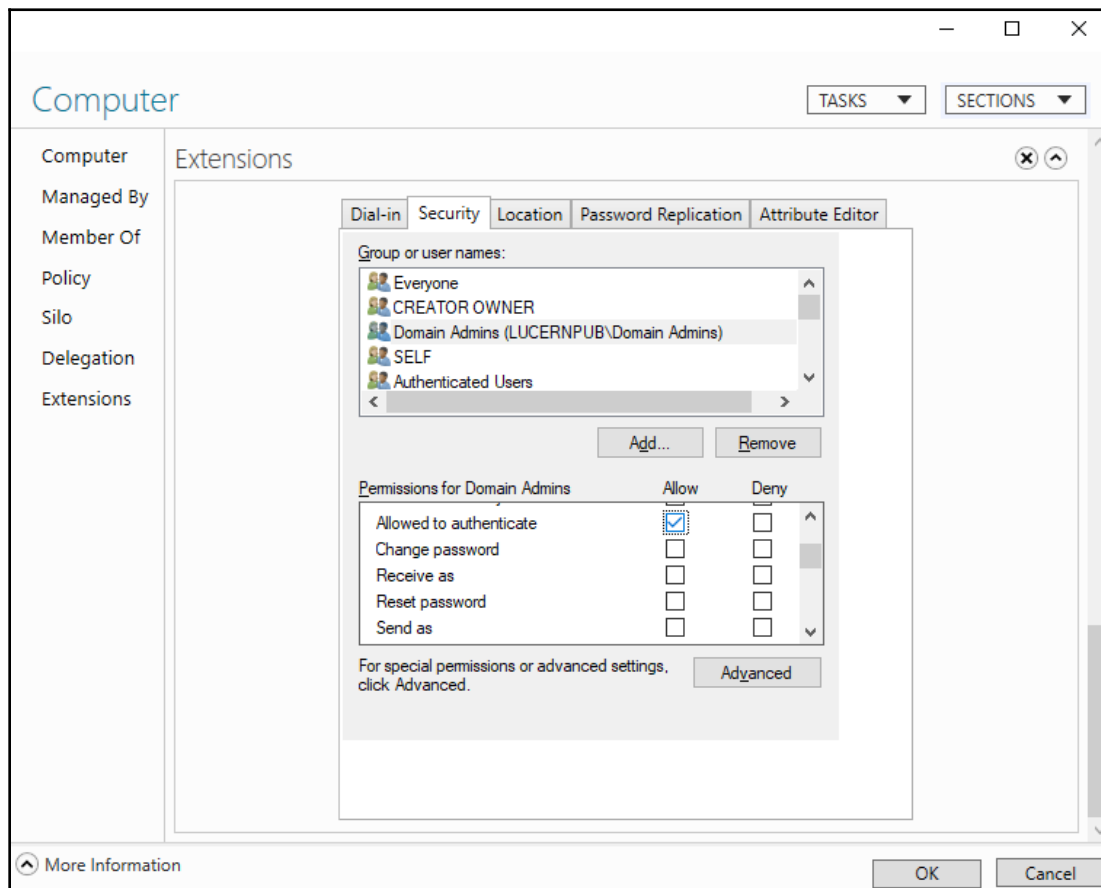 Computer
TASKS
SECTIONS
Computer
Managed By
Member Of
Policy
Silo
Delegation
Extensions
Extensions
Dial-in Security Location Password Replication Attribute Editor
Group or user names:
Everyone
CREATOR OWNER
Domain Admins (LUCERNPUB\Domain Admins)
SELF
Authenticated Users
Add... Remove
Permissions for Domain Admins Allow Deny
Allowed to authenticate
Change password
Receive as
Reset password
Send as
For special permissions or advanced settings,
click Advanced.
Advanced
More Information
OK Cancel